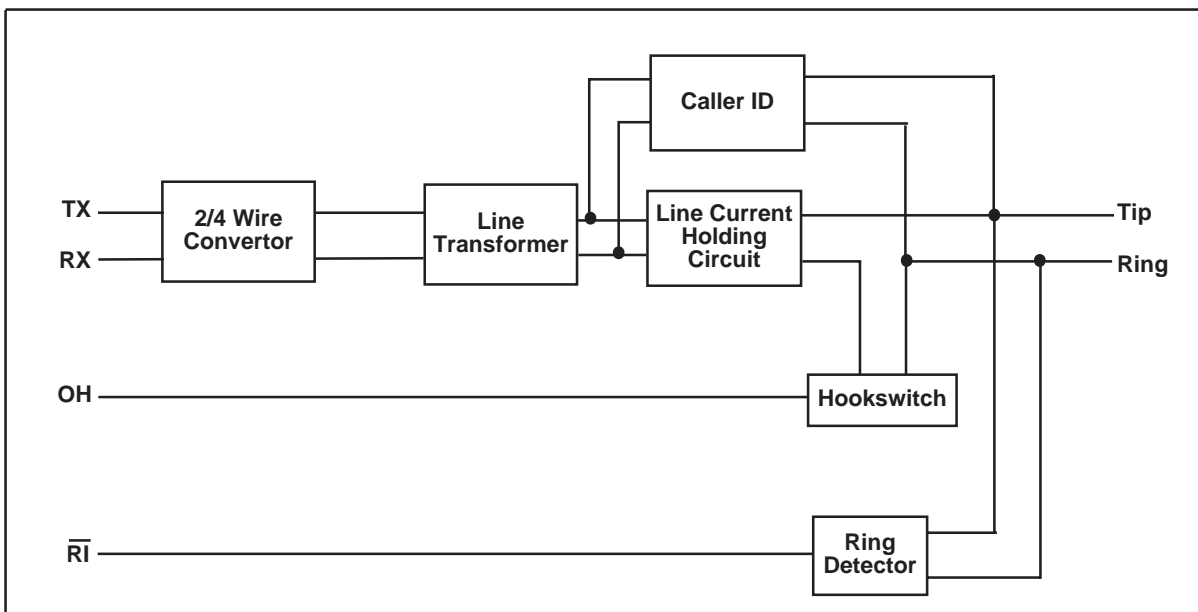 Caller ID
TX
RX
2/4 Wire
Convertor
Line
Transformer
Line Current
Holding
Circuit
Tip
Ring
OH
Hookswitch
RI
Ring
Detector